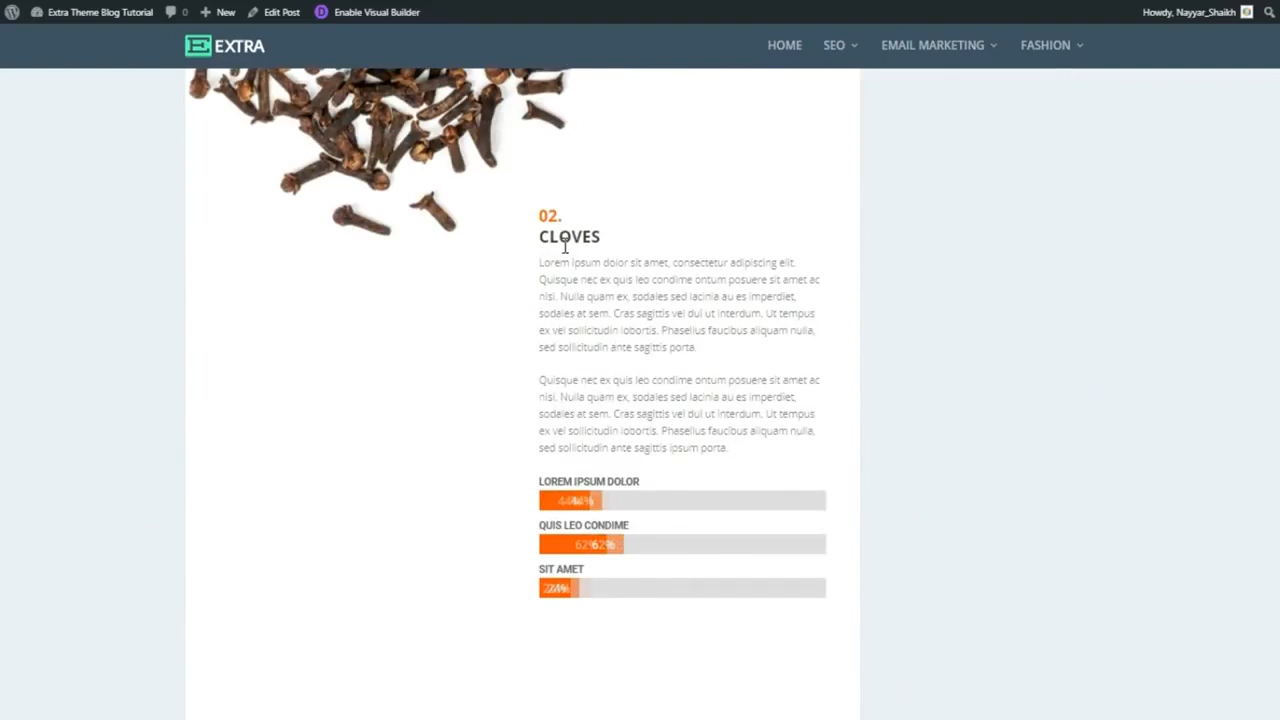 Extra Theme Blog Tutorial 0 New Edit Post Enable Visual Builder Howdy, Nayyar_Shaikh
EXTRA HOME SEO EMAIL MARKETING FASHION
02.
CLOVES
Lorem ipsum dolor sit amet, consectetur adipiscing elit.
Quisque nec ex quis leo condime ontum posuere sit amet ac
nisi. Nulla quam ex, sodales sed lacinia au es imperdiet,
sodales at sem. Cras sagittis vel dui ut interdum. Ut tempus
ex vel sollicitudin lobortis. Phasellus faucibus aliquam nulla,
sed sollicitudin ante sagittis porta.
Quisque nec ex quis leo condime ontum posuere sit amet ac
nisi. Nulla quam ex, sodales sed lacinia au es imperdiet,
sodales at sem. Cras sagittis vel dui ut interdum. Ut tempus
ex vel sollicitudin lobortis. Phasellus faucibus aliquam nulla,
sed sollicitudin ante sagittis ipsum porta.
LOREM IPSUM DOLOR
QUIS LEO CONDIME
62%
SIT AMET